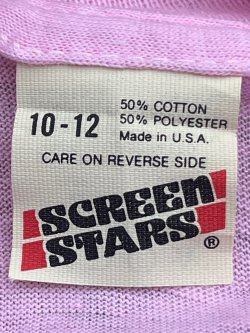 50% COTTON
10-12 50% POLYESTER
Made in U.S.A.
CARE ON REVERSE SIDE
SCREEN
STARS ®